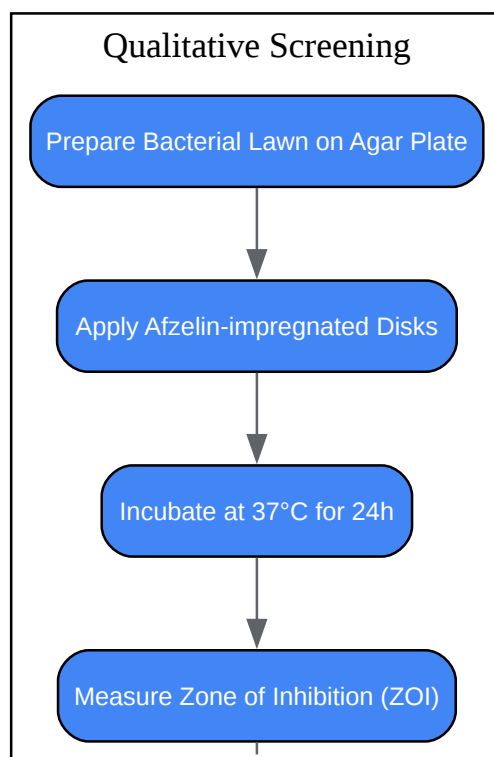 Qualitative Screening
Prepare Bacterial Lawn on Agar Plate
Apply Afzelin-impregnated Disks
Incubate at 37°C for 24h
Measure Zone of Inhibition (ZOI)